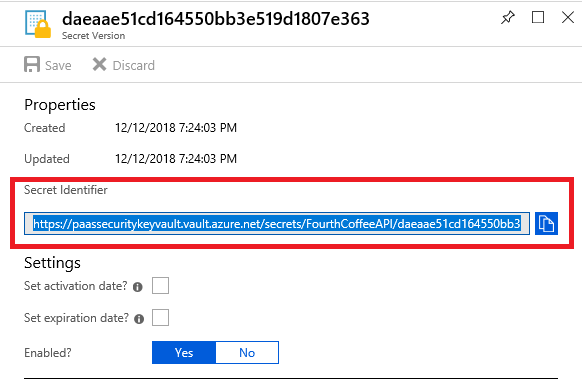 daeaae51cd164550bb3e519d1807e363
Secret Version
Save Discard
Properties
Created 12/12/2018 7:24:03 PM
Updated 12/12/2018 7:24:03 PM
Secret Identifier
https://paassecuritykeyvault.vault.azure.net/secrets/FourthCoffeeAPI/daeaae51cd164550bb3
Settings
Set activation date?
Set expiration date?
Enabled? Yes No